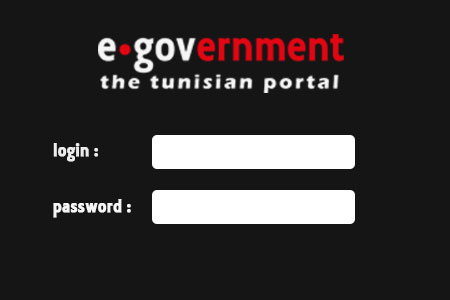 e•government
the tunisian portal
login :
password :